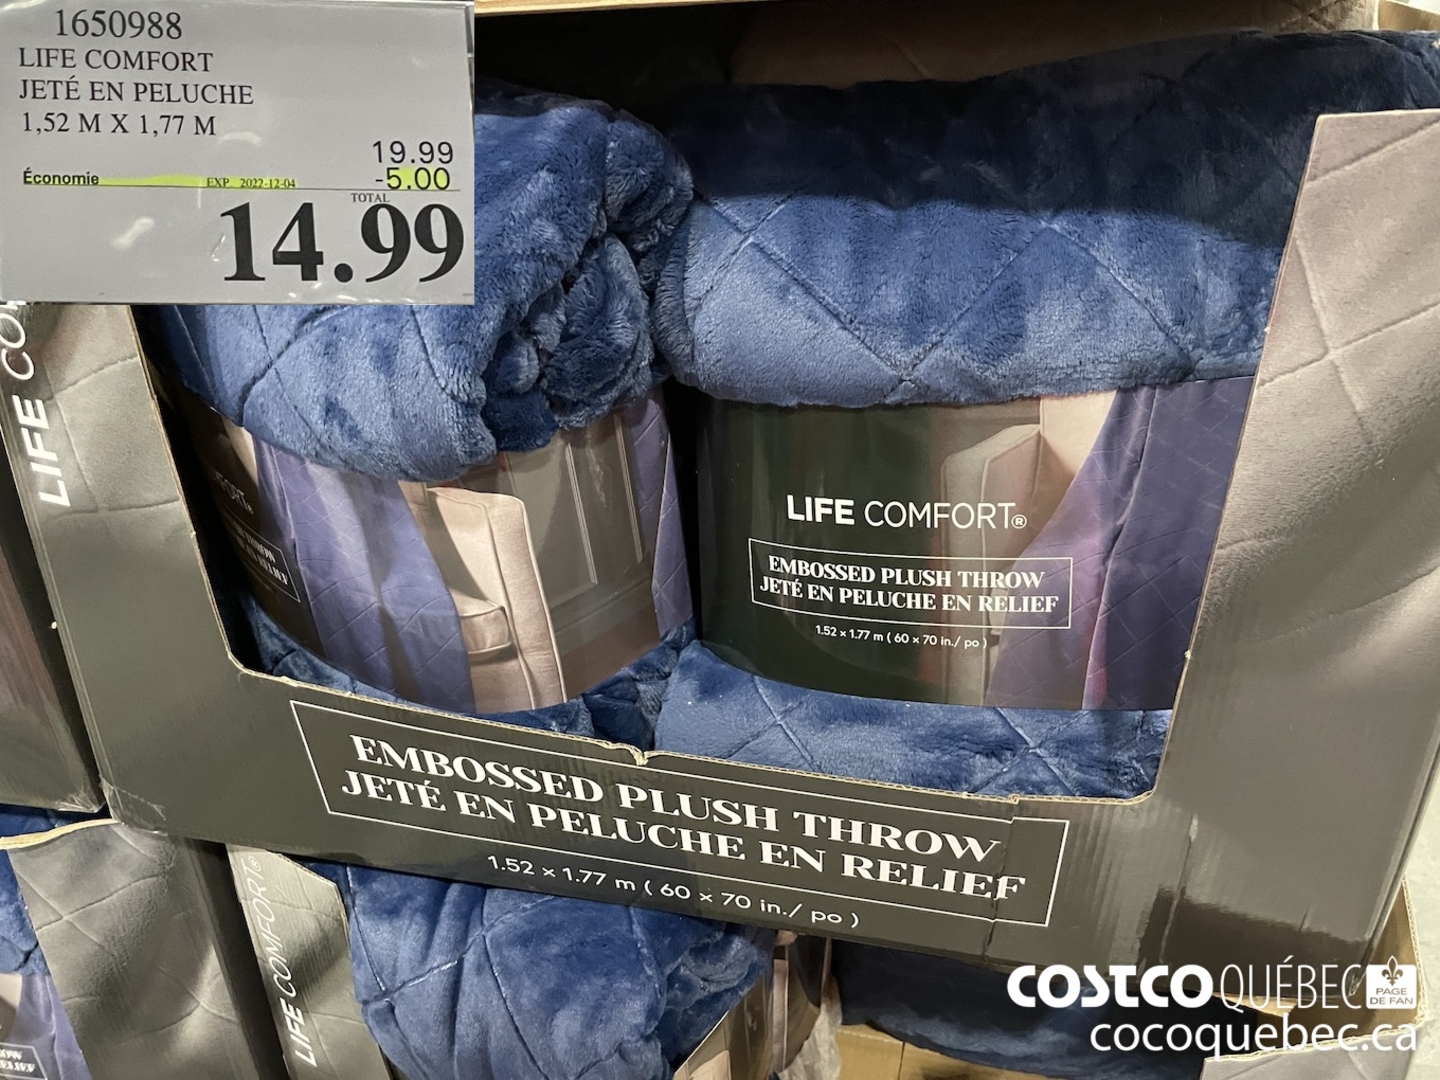 1650988
LIFE COMFORT
JETÉ EN PELUCHE
1,52 M X 1,77 M
19.99
Économie EXP 2022-12-04 -5.00
TOTAL
14.99
LIFE
LIFE COMFORT®
EMBOSSED PLUSH THROW
JETÉ EN PELUCHE EN RELIEF
1.52 x 1.77 m ( 60 x 70 in./ po )
EMBOSSED PLUSH THROW
JETÉ EN PELUCHE EN RELIEF
1.52 x 1.77 m ( 60 x 70 in./ po )
LIFE COMFORT®
COSTCO QUÉBEC PAGE DE FAN
cocoquebec.ca